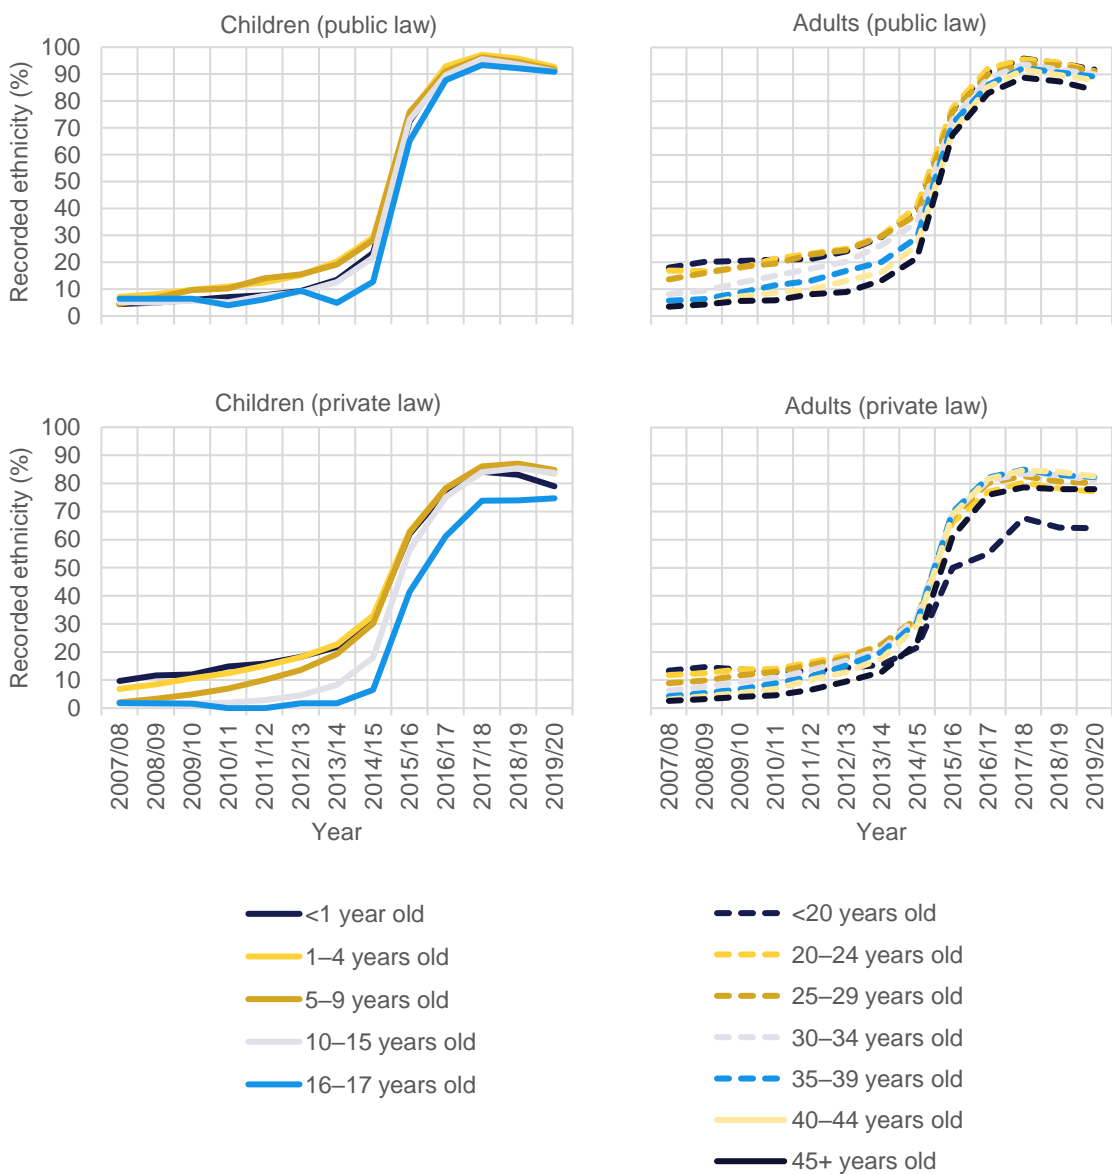 Children (public law)
Adults (public law)
Recorded ethnicity (%)
100
90
80
70
60
50
40
30
20
10
0
Children (private law)
Adults (private law)
Recorded ethnicity (%)
100
90
80
70
60
50
40
30
20
10
0
2007/08
2008/09
2009/10
2010/11
2011/12
2012/13
2013/14
2014/15
2015/16
2016/17
2017/18
2018/19
2019/20
Year
2007/08
2008/09
2009/10
2010/11
2011/12
2012/13
2013/14
2014/15
2015/16
2016/17
2017/18
2018/19
2019/20
Year
<1 year old
1–4 years old
5–9 years old
10–15 years old
16–17 years old
<20 years old
20–24 years old
25–29 years old
30–34 years old
35–39 years old
40–44 years old
45+ years old